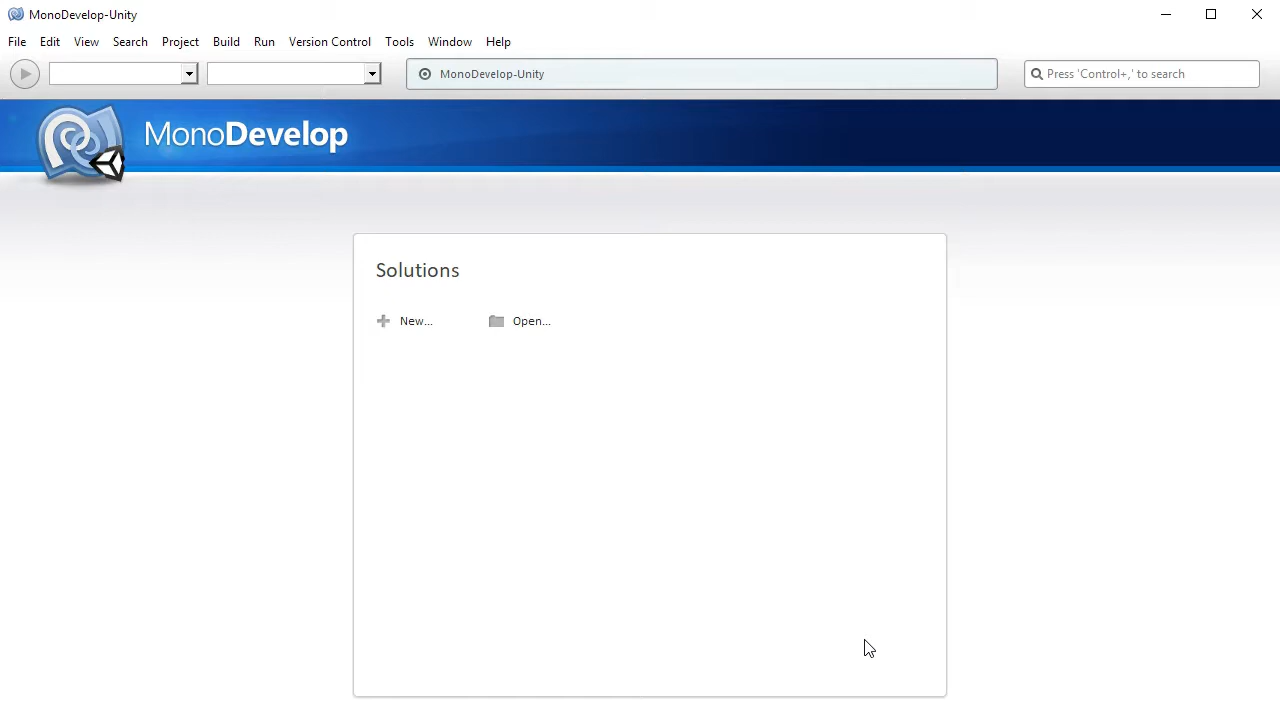 MonoDevelop-Unity
File Edit View Search Project Build Run Version Control Tools Window Help
MonoDevelop-Unity Press 'Control+,' to search
MonoDevelop
Solutions
New... Open...